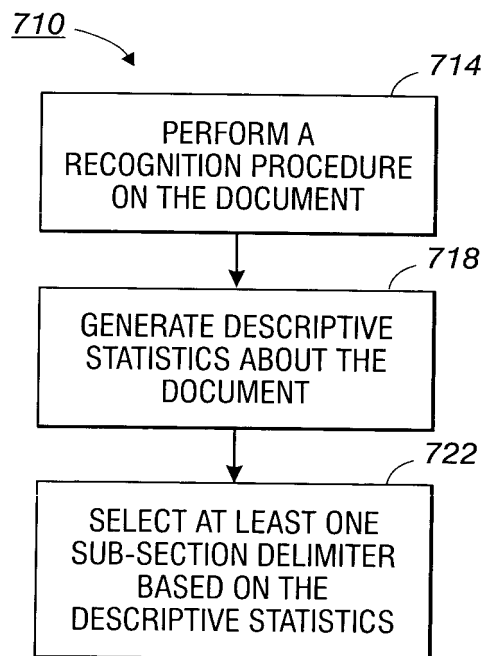 710
714
PERFORM A
RECOGNITION PROCEDURE
ON THE DOCUMENT
718
GENERATE DESCRIPTIVE
STATISTICS ABOUT THE
DOCUMENT
722
SELECT AT LEAST ONE
SUB-SECTION DELIMITER
BASED ON THE
DESCRIPTIVE STATISTICS